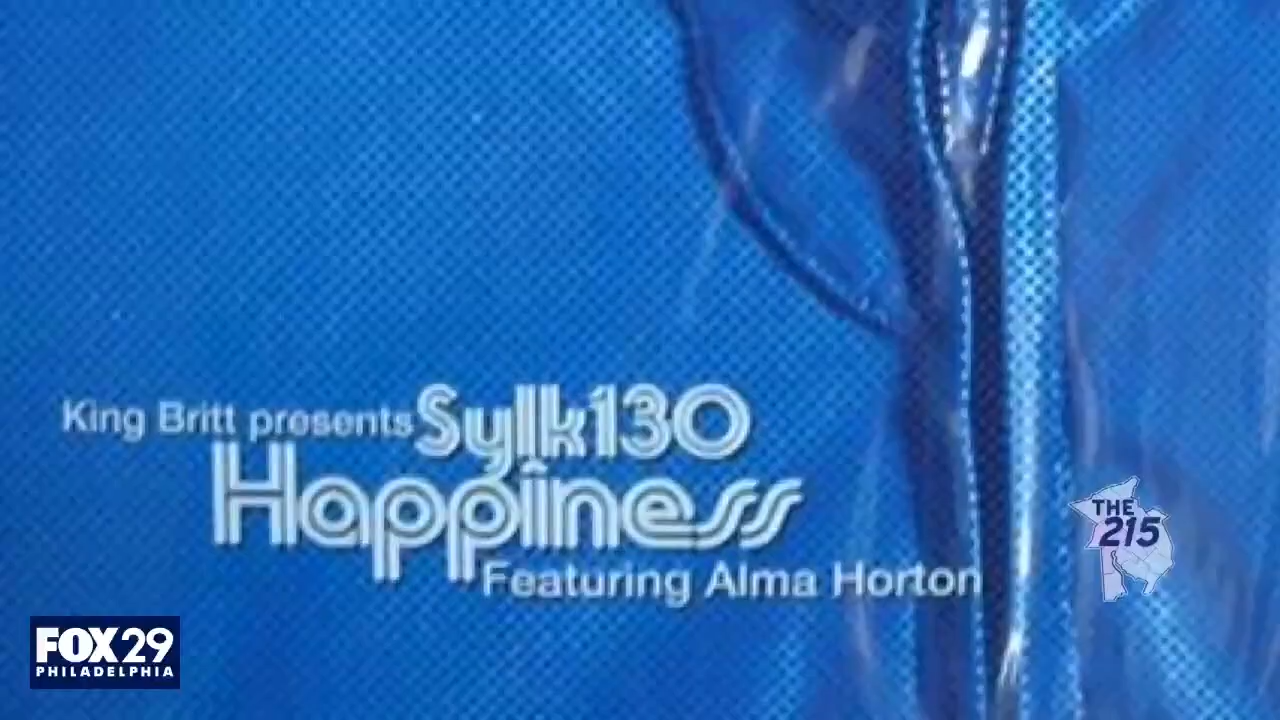 King Britt presents Sylk130
Happiness
Featuring Alma Horton
THE
215
FOX 29
PHILADELPHIA